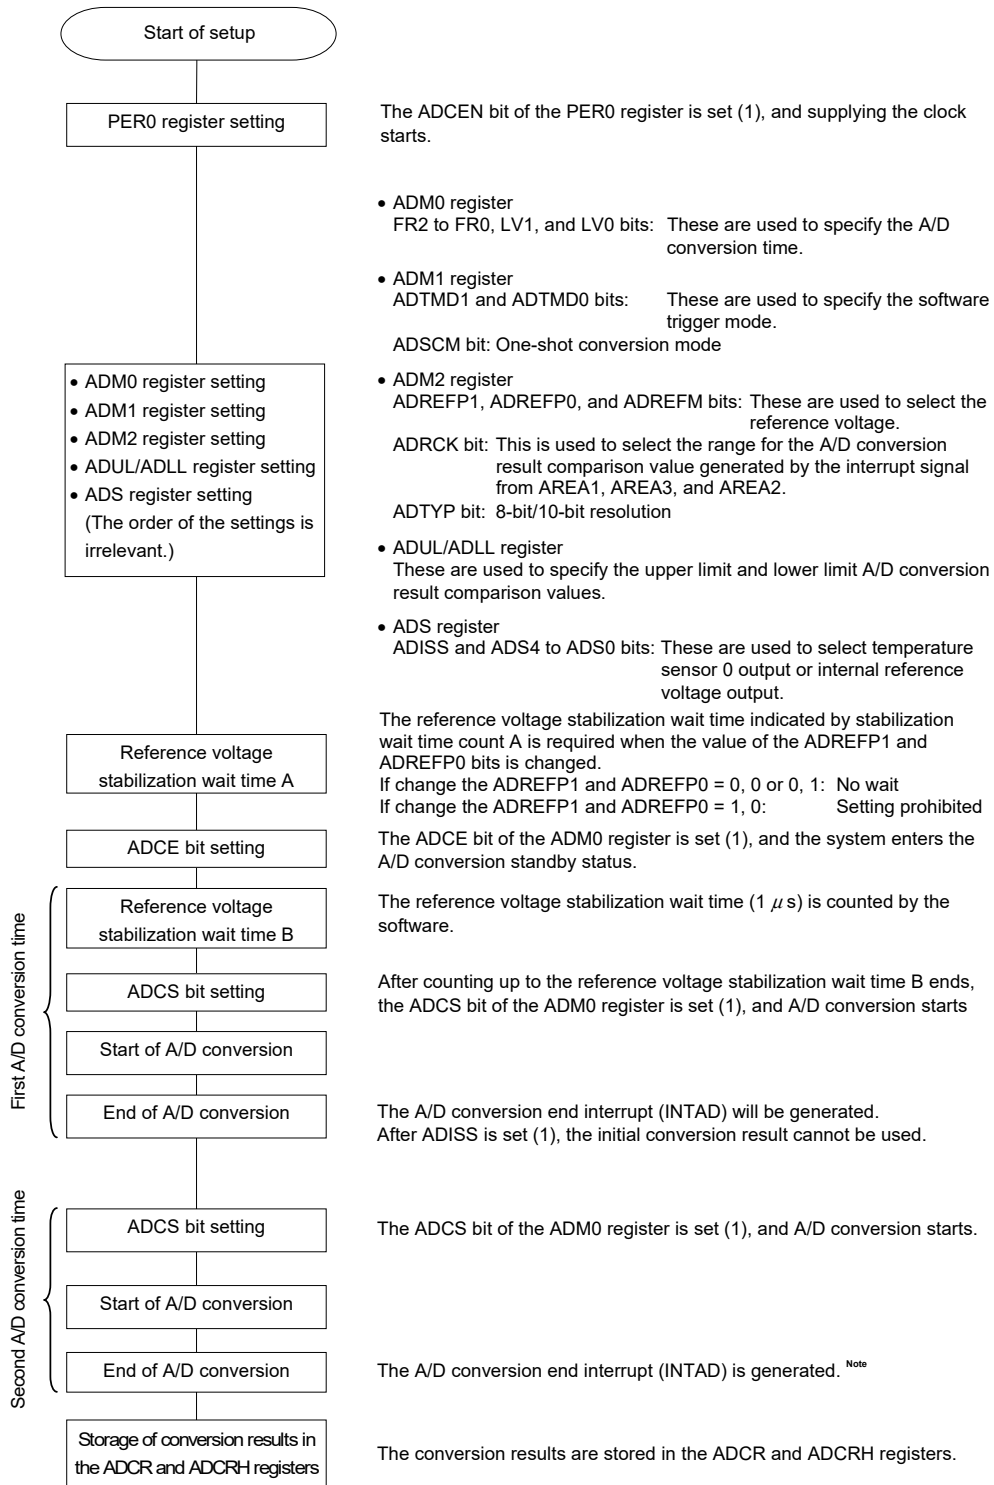 Start of setup
PER0 register setting
The ADCEN bit of the PER0 register is set (1), and supplying the clock
starts.
• ADM0 register setting
• ADM1 register setting
• ADM2 register setting
• ADUL/ADLL register setting
• ADS register setting
(The order of the settings is
irrelevant.)
• ADM0 register
FR2 to FR0, LV1, and LV0 bits: These are used to specify the A/D
conversion time.
• ADM1 register
ADTMD1 and ADTMD0 bits: These are used to specify the software
trigger mode.
ADSCM bit: One-shot conversion mode
• ADM2 register
ADREFP1, ADREFP0, and ADREFM bits: These are used to select the
reference voltage.
ADRCK bit: This is used to select the range for the A/D conversion
result comparison value generated by the interrupt signal
from AREA1, AREA3, and AREA2.
ADTYP bit: 8-bit/10-bit resolution
• ADUL/ADLL register
These are used to specify the upper limit and lower limit A/D conversion
result comparison values.
• ADS register
ADISS and ADS4 to ADS0 bits: These are used to select temperature
sensor 0 output or internal reference
voltage output.
Reference voltage
stabilization wait time A
The reference voltage stabilization wait time indicated by stabilization
wait time count A is required when the value of the ADREFP1 and
ADREFP0 bits is changed.
If change the ADREFP1 and ADREFP0 = 0, 0 or 0, 1: No wait
If change the ADREFP1 and ADREFP0 = 1, 0: Setting prohibited
ADCE bit setting
The ADCE bit of the ADM0 register is set (1), and the system enters the
A/D conversion standby status.
First A/D conversion time
Reference voltage
stabilization wait time B
The reference voltage stabilization wait time (1 μ s) is counted by the
software.
ADCS bit setting
After counting up to the reference voltage stabilization wait time B ends,
the ADCS bit of the ADM0 register is set (1), and A/D conversion starts
Start of A/D conversion
End of A/D conversion
The A/D conversion end interrupt (INTAD) will be generated.
After ADISS is set (1), the initial conversion result cannot be used.
Second A/D conversion time
ADCS bit setting
The ADCS bit of the ADM0 register is set (1), and A/D conversion starts.
Start of A/D conversion
End of A/D conversion
The A/D conversion end interrupt (INTAD) is generated. Note
Storage of conversion results in
the ADCR and ADCRH registers
The conversion results are stored in the ADCR and ADCRH registers.